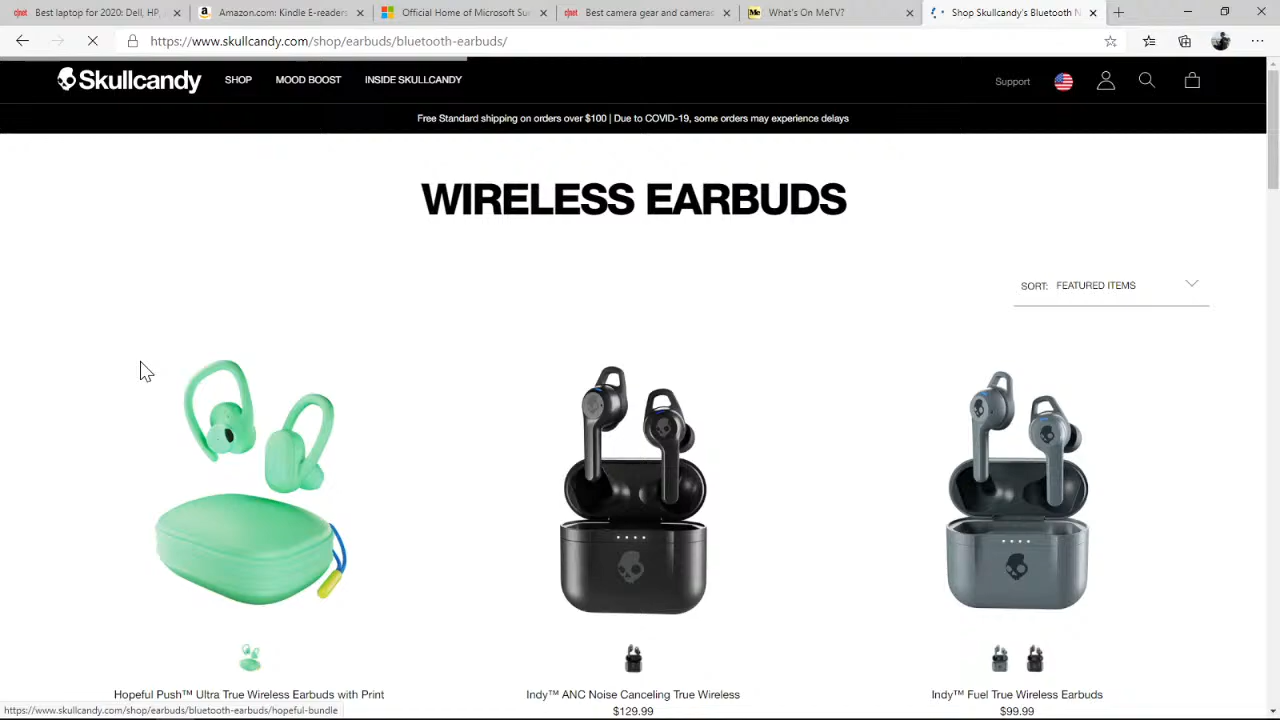 Best laptop for 2020: Dell, HP,
Amazon.com: Kindle E-readers
Official Home of Microsoft Su
Best camera gear and cameras
Me
What's On MeTV?
Shop Skullcandy's Bluetooth N
https://www.skullcandy.com/shop/earbuds/bluetooth-earbuds/
Skullcandy
SHOP
MOOD BOOST
INSIDE SKULLCANDY
Support
Free Standard shipping on orders over $100 | Due to COVID-19, some orders may experience delays
WIRELESS EARBUDS
SORT: FEATURED ITEMS
Hopeful Push™ Ultra True Wireless Earbuds with Print
Indy™ ANC Noise Canceling True Wireless
$129.99
Indy™ Fuel True Wireless Earbuds
$99.99
https://www.skullcandy.com/shop/earbuds/bluetooth-earbuds/hopeful-bundle